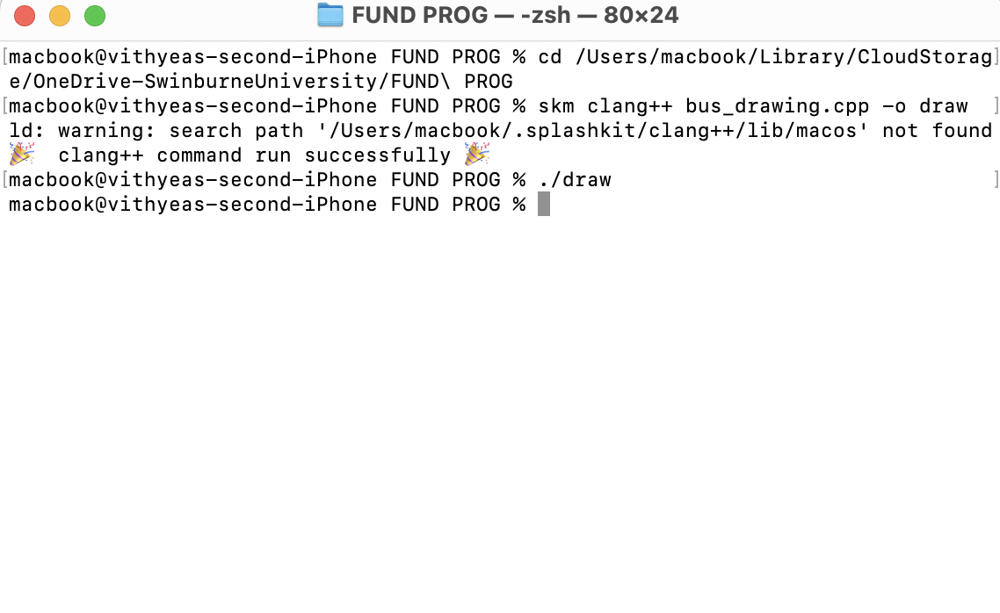 FUND PROG — -zsh — 80×24
[macbook@vithyeas-second-iPhone FUND PROG % cd /Users/macbook/Library/CloudStorag]
e/OneDrive-SwinburneUniversity/FUND\ PROG
[macbook@vithyeas-second-iPhone FUND PROG % skm clang++ bus_drawing.cpp -o draw ]
ld: warning: search path '/Users/macbook/.splashkit/clang++/lib/macos' not found
🎉 clang++ command run successfully 🎉
[macbook@vithyeas-second-iPhone FUND PROG % ./draw ]
macbook@vithyeas-second-iPhone FUND PROG %